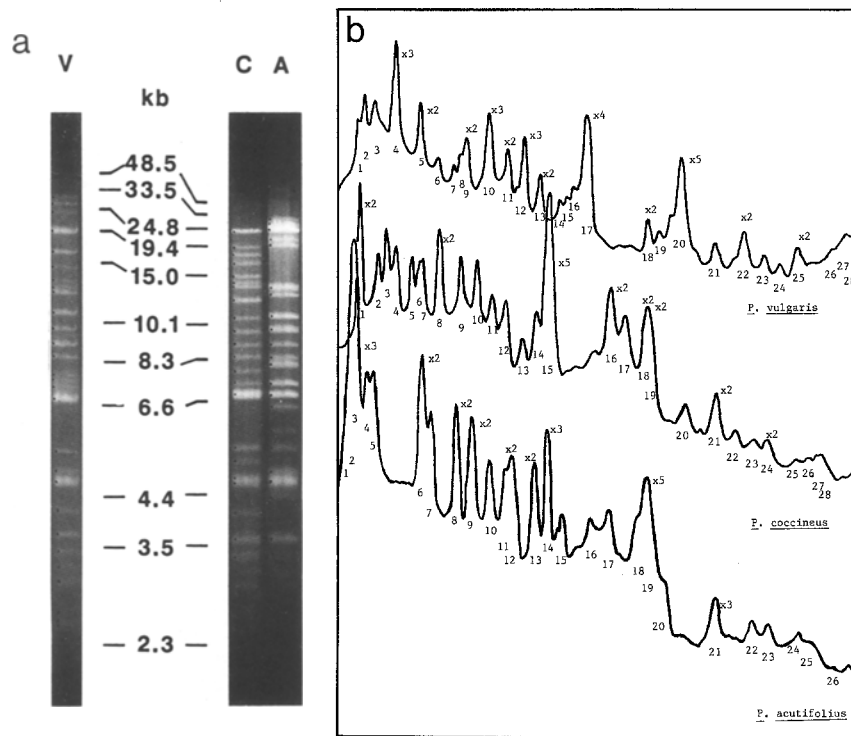 a
V
kb
C A
48.5
33.5
24.8
19.4
15.0
10.1
8.3
6.6
4.4
3.5
2.3
b
x3
x2
x3
x2
x3
x2
x4
x5
x2
x2
x2
1 2 3 4 5 6 7 8 9 10 11 12 13 14 15 16 17 18 19 20 21 22 23 24 25 26 27
P. vulgaris
x2
x2
x5
x2
x2
x2
x2
1 2 3 4 5 6 7 8 9 10 11 12 13 14 15 16 17 18 19 20 21 22 23 24 25 26 27 28
P. coccineus
x3
x2
x2
x2
x2
x2
x3
x5
x3
1 2 3 4 5 6 7 8 9 10 11 12 13 14 15 16 17 18 19 20 21 22 23 24 25 26
P. acutifolius